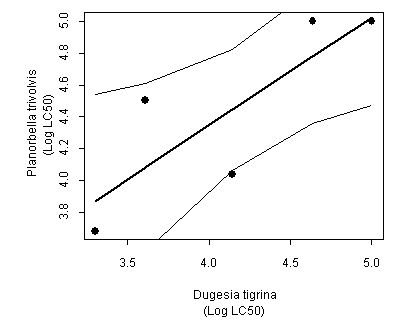 Planorbella trivolvis
(Log LC50)
5.0
4.8
4.6
4.4
4.2
4.0
3.8
3.5
4.0
4.5
5.0
Dugesia tigrina
(Log LC50)